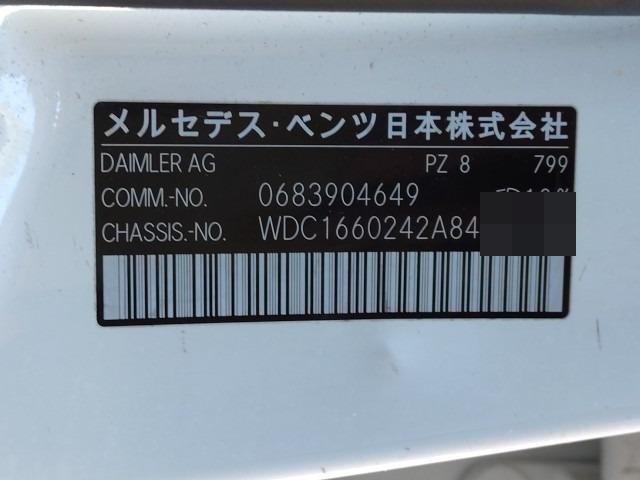 メルセデス・ベンツ日本株式会社
DAIMLER AG PZ 8 799
COMM.-NO. 0683904649
CHASSIS.-NO. WDC1660242A84